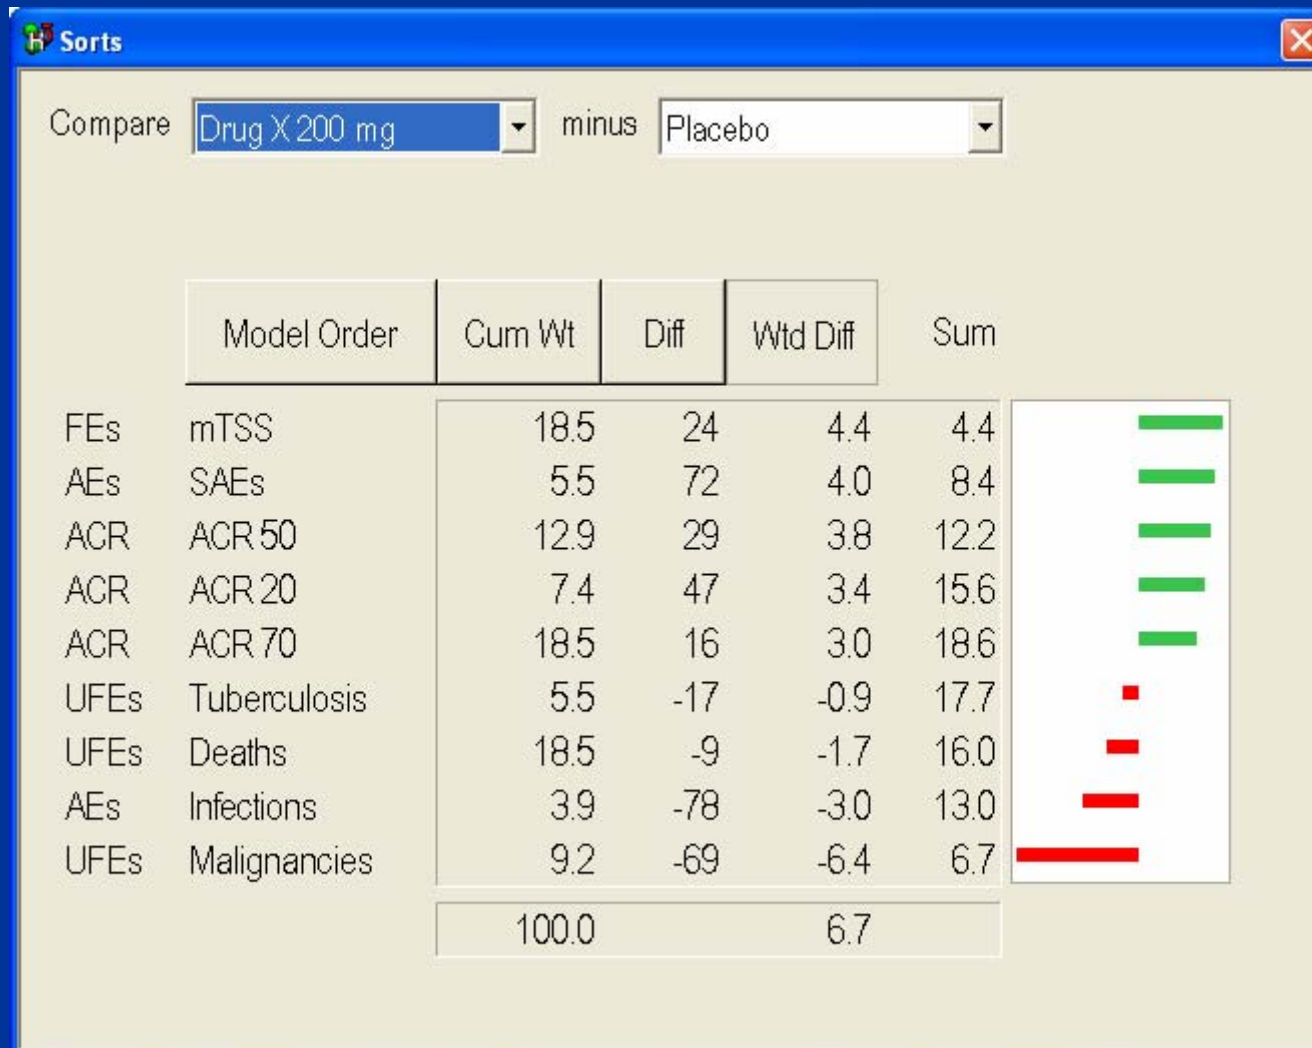 Sorts
Compare Drug X 200 mg minus Placebo
Model Order Cum Wt Diff Wtd Diff Sum
FEs mTSS 18.5 24 4.4 4.4
AEs SAEs 5.5 72 4.0 8.4
ACR ACR 50 12.9 29 3.8 12.2
ACR ACR 20 7.4 47 3.4 15.6
ACR ACR 70 18.5 16 3.0 18.6
UFEs Tuberculosis 5.5 -17 -0.9 17.7
UFEs Deaths 18.5 -9 -1.7 16.0
AEs Infections 3.9 -78 -3.0 13.0
UFEs Malignancies 9.2 -69 -6.4 6.7
100.0 6.7